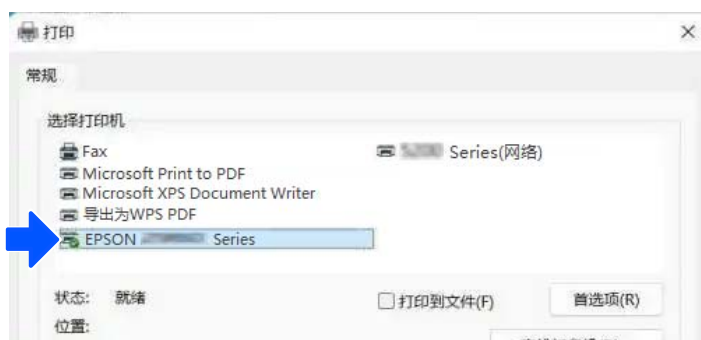 打印
常规
选择打印机
Fax
Series(网络)
Microsoft Print to PDF
Microsoft XPS Document Writer
导出为WPS PDF
EPSON Series
状态: 就绪
打印到文件(F)
首选项(R)
位置: